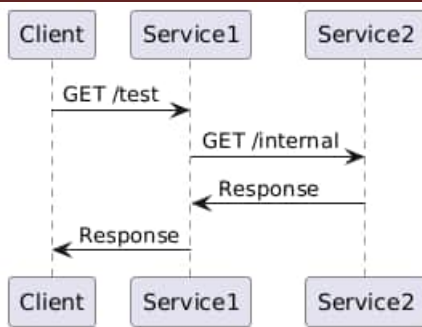 Client Service1 Service2
GET /test
GET /internal
Response
Response
Client Service1 Service2